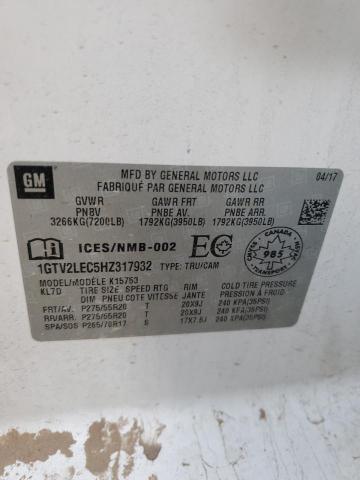 GM
MFD BY GENERAL MOTORS LLC 04/17
FABRIQUÉ PAR GENERAL MOTORS LLC
GVWR GAWR FRT GAWR RR
PNBV PNBE AV. PNBE ARR.
3266KG(7200LB) 1792KG(3950LB) 1792KG(3950LB)
ICES/NMB-002 EC
CANADA 985 TRANSPORT
1GTV2LEC5HZ317932 TYPE: TRU/CAM
MODEL/MODÈLE K15753
KL7D TIRE SIZE SPEED RTG RIM COLD TIRE PRESSURE
DIM PNEU COTE VITESSE JANTE PRESSION À FROID
FRT/AV. P275/55R20 T 20X9J 240 KPA(35PSI)
RR/ARR. P275/55R20 T 20X9J 240 KPA(35PSI)
SPA/SOS P265/70R17 S 17X7.5J 240 KPA(35PSI)